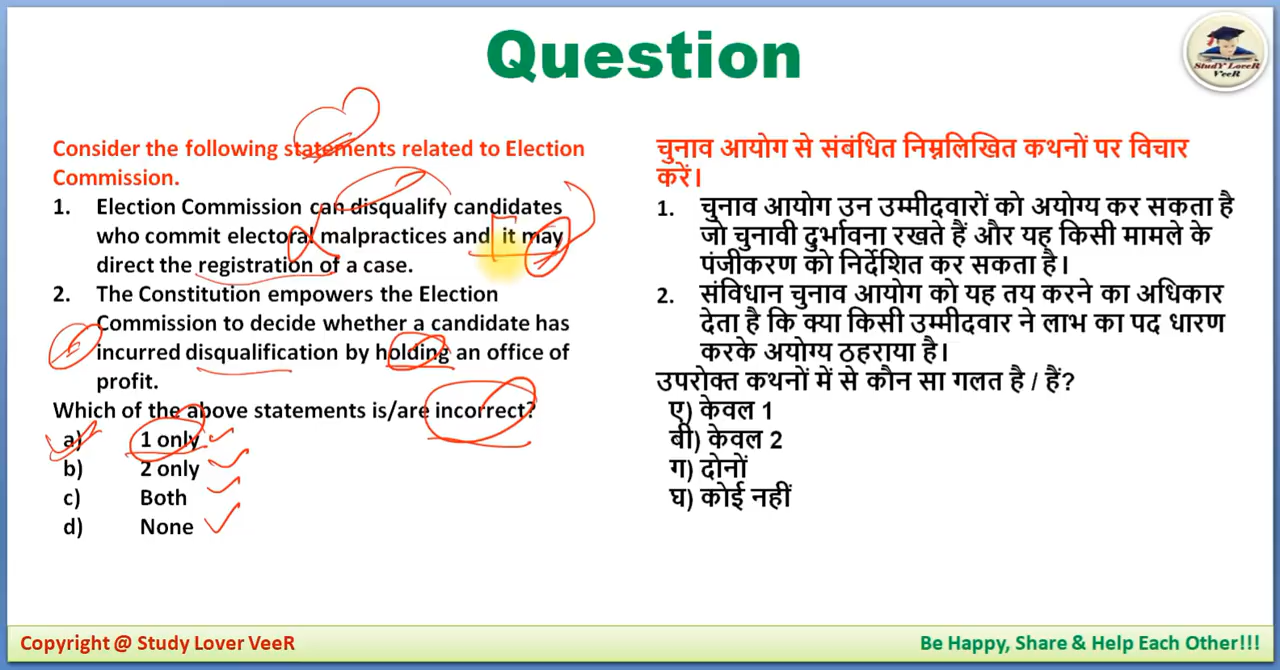 Question
StudY LoveR
VeeR
Consider the following statements related to Election
Commission.
1. Election Commission can disqualify candidates
who commit electoral malpractices and it may
direct the registration of a case.
2. The Constitution empowers the Election
Commission to decide whether a candidate has
incurred disqualification by holding an office of
profit.
Which of the above statements is/are incorrect?
a) 1 only
b) 2 only
c) Both
d) None
चुनाव आयोग से संबंधित निम्नलिखित कथनों पर विचार
करें।
1. चुनाव आयोग उन उम्मीदवारों को अयोग्य कर सकता है
जो चुनावी दुर्भावना रखते हैं और यह किसी मामले के
पंजीकरण को निर्देशित कर सकता है।
2. संविधान चुनाव आयोग को यह तय करने का अधिकार
देता है कि क्या किसी उम्मीदवार ने लाभ का पद धारण
करके अयोग्य ठहराया है।
उपरोक्त कथनों में से कौन सा गलत है / हैं?
ए) केवल 1
बी) केवल 2
ग) दोनों
घ) कोई नहीं
Copyright @ Study Lover VeeR
Be Happy, Share & Help Each Other!!!